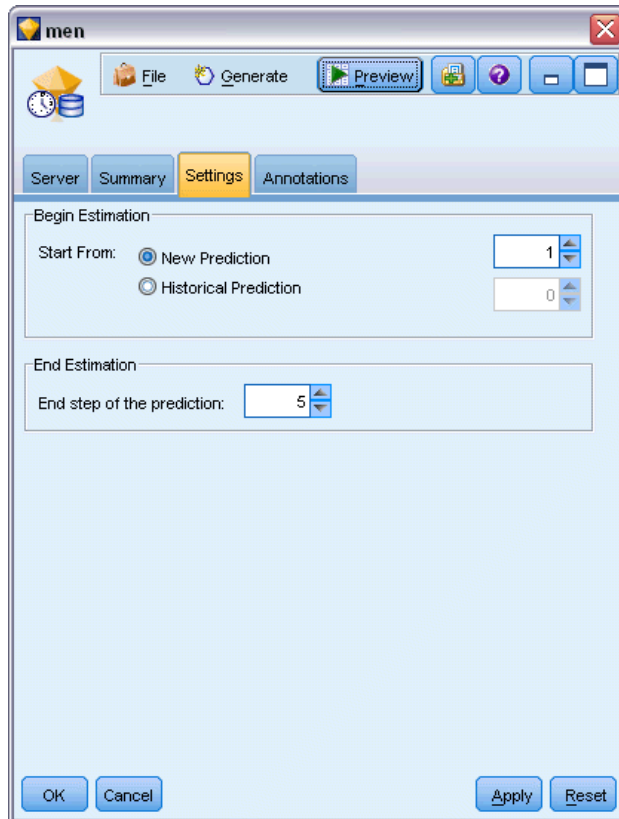 men
File Generate Preview
Server Summary Settings Annotations
Begin Estimation
Start From: New Prediction 1
Historical Prediction 0
End Estimation
End step of the prediction: 5
OK Cancel Apply Reset